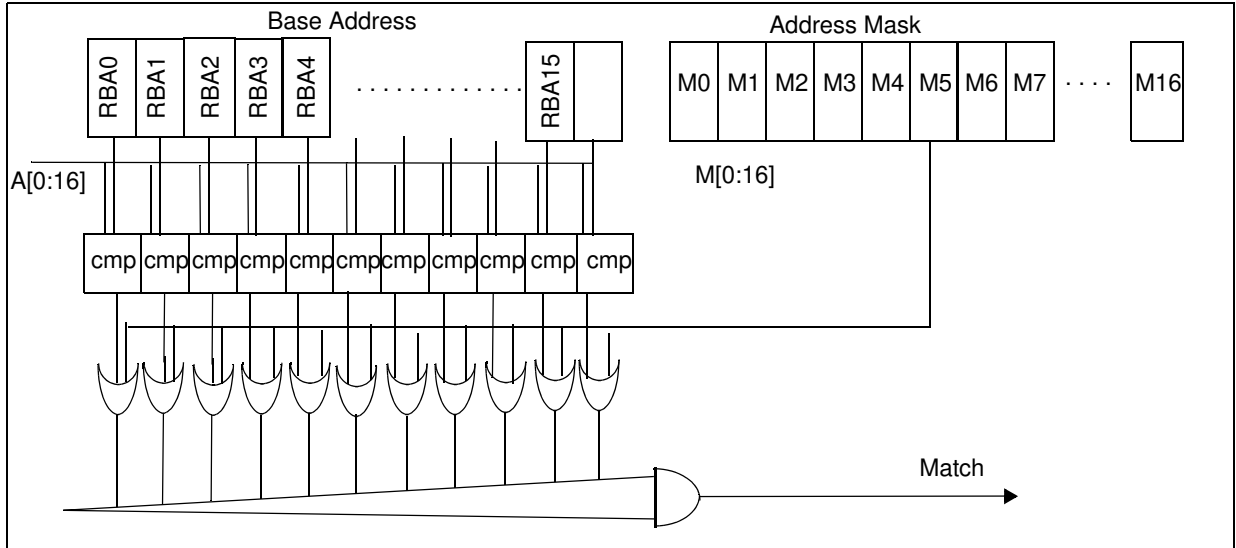 Base Address
Address Mask
RBA0 RBA1 RBA2 RBA3 RBA4 . . . . . . . . . . . . . RBA15
M0 M1 M2 M3 M4 M5 M6 M7 . . . . M16
A[0:16]
M[0:16]
cmp cmp cmp cmp cmp cmp cmp cmp cmp cmp cmp
Match